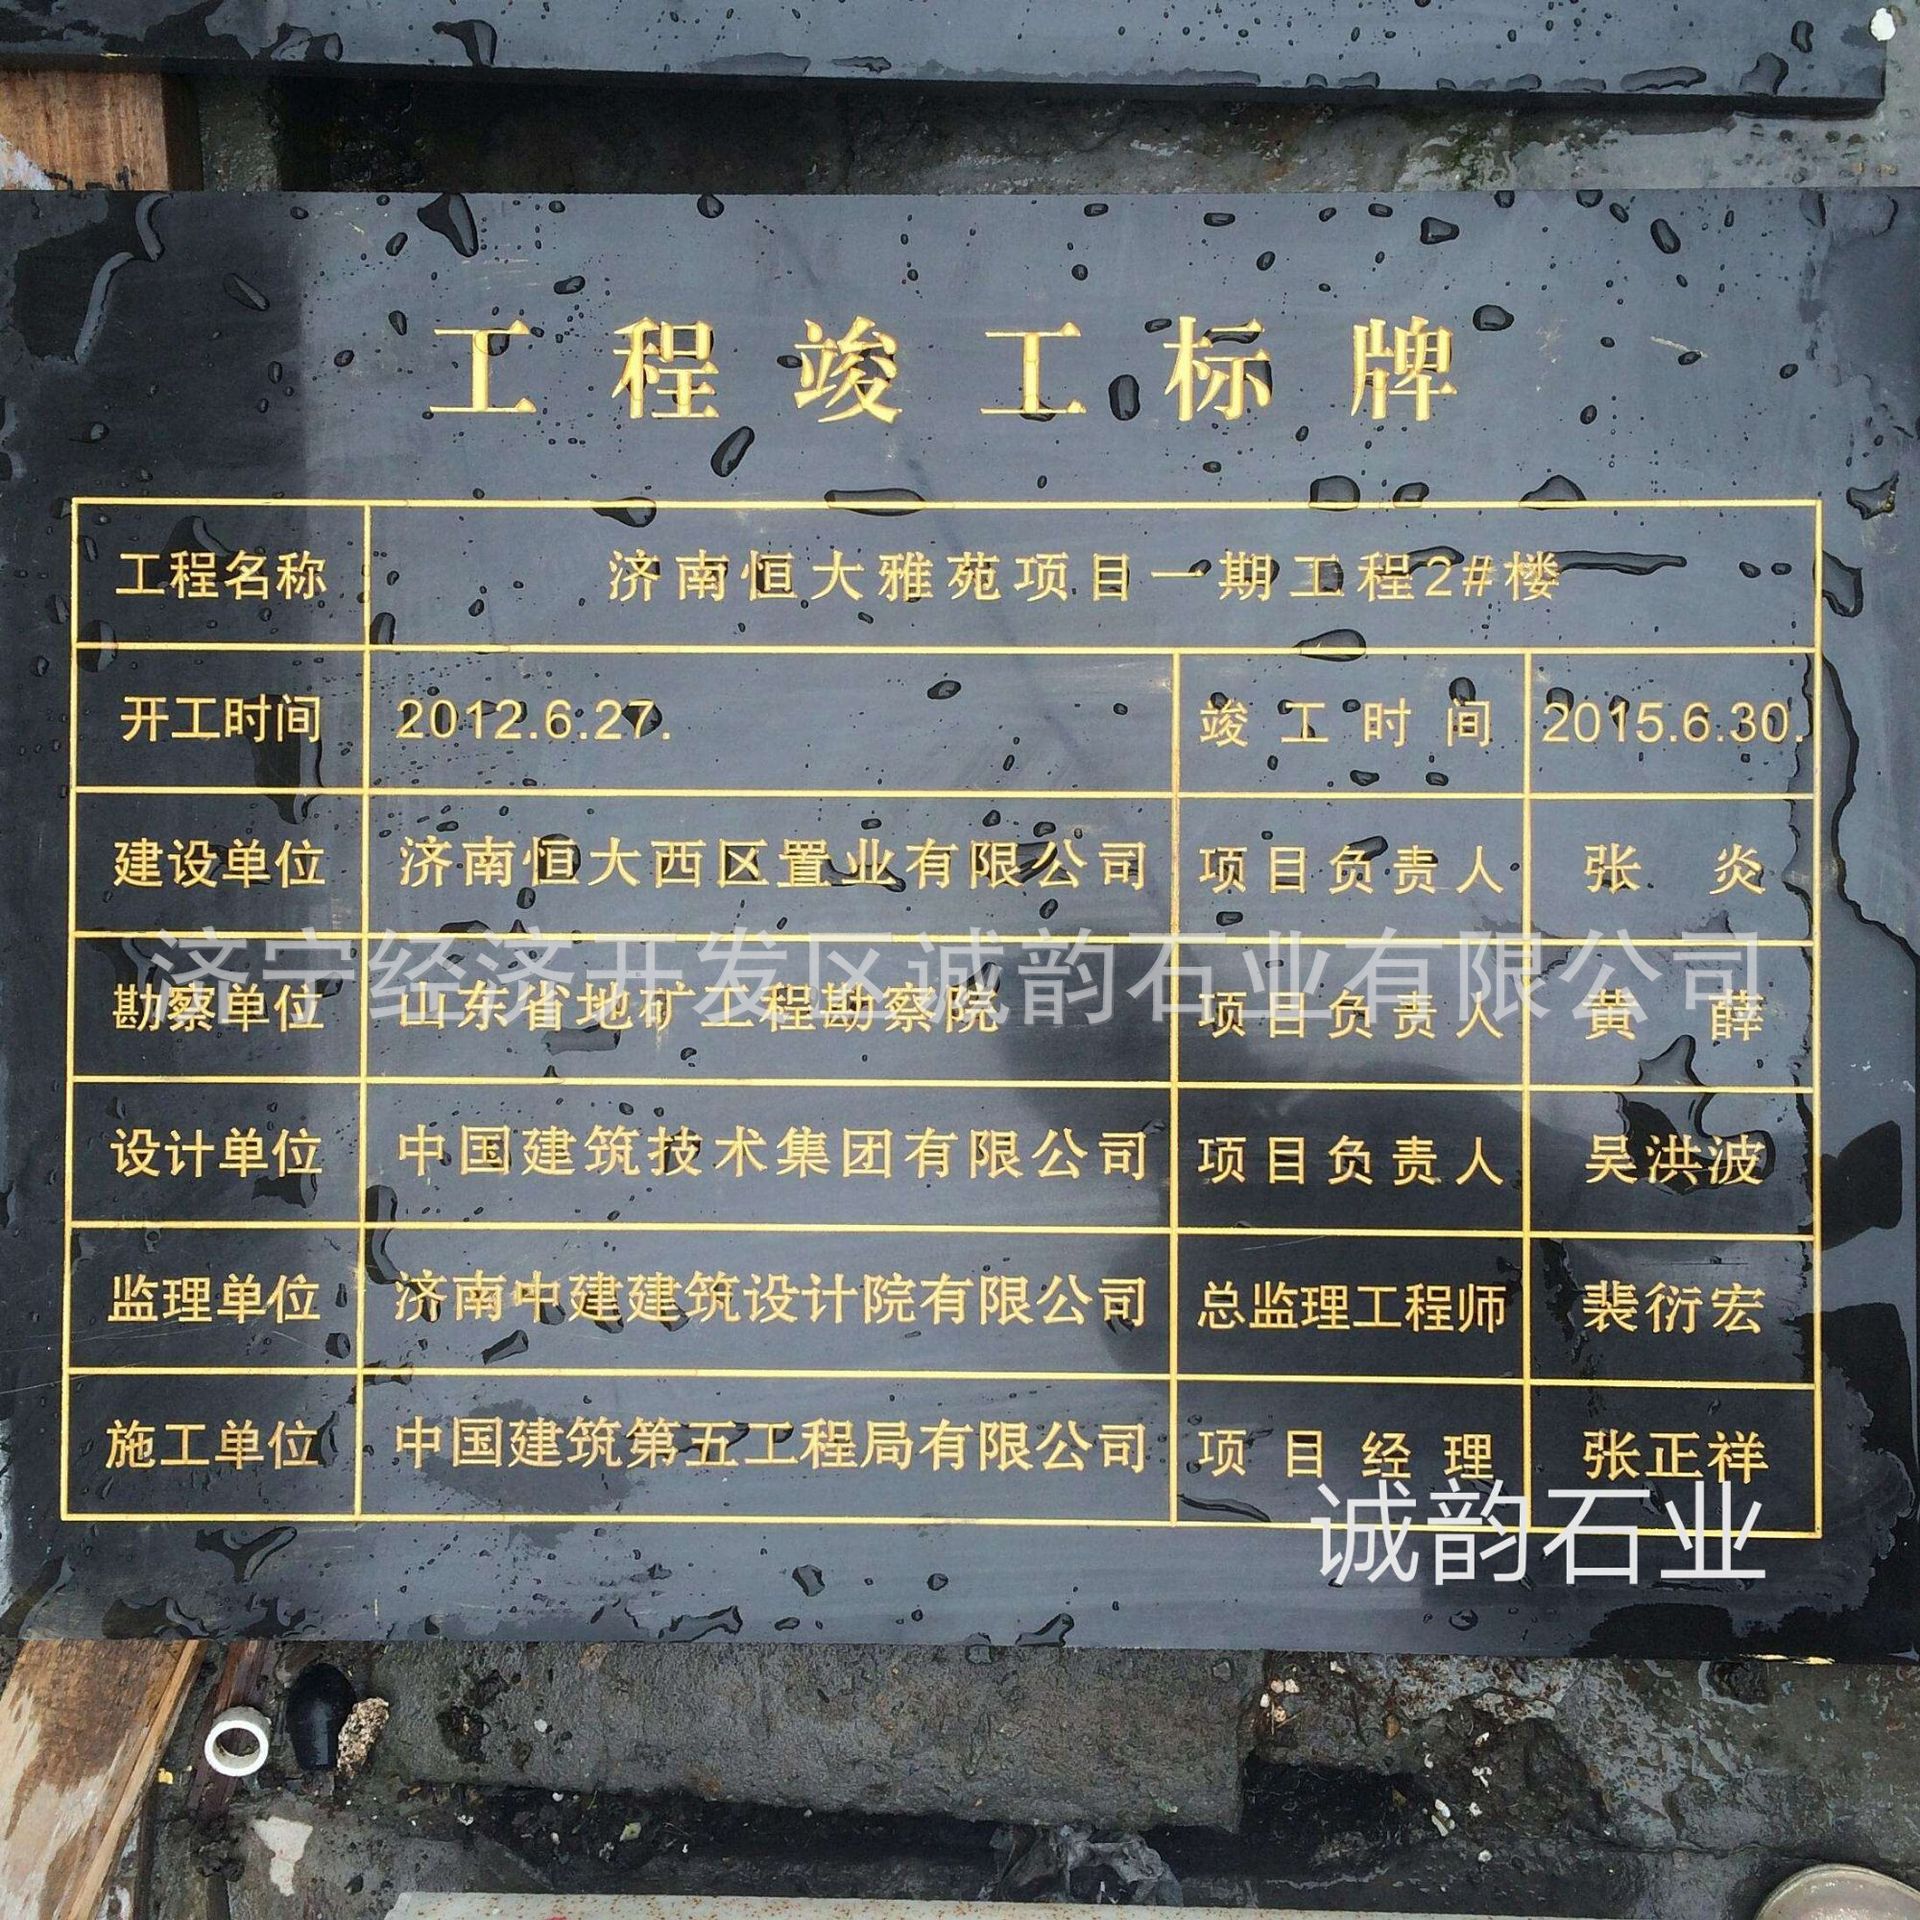 工程竣工标牌
工程名称 济南恒大雅苑项目一期工程2#楼
开工时间 2012.6.27. 竣工时间 2015.6.30.
建设单位 济南恒大西区置业有限公司 项目负责人 张炎
济宁经济开发区诚韵石业有限公司
勘察单位 山东省地矿工程勘察院 项目负责人 黄薛
设计单位 中国建筑技术集团有限公司 项目负责人 吴洪波
监理单位 济南中建建筑设计院有限公司 总监理工程师 裴衍宏
施工单位 中国建筑第五工程局有限公司 项目经理 张正祥
诚韵石业